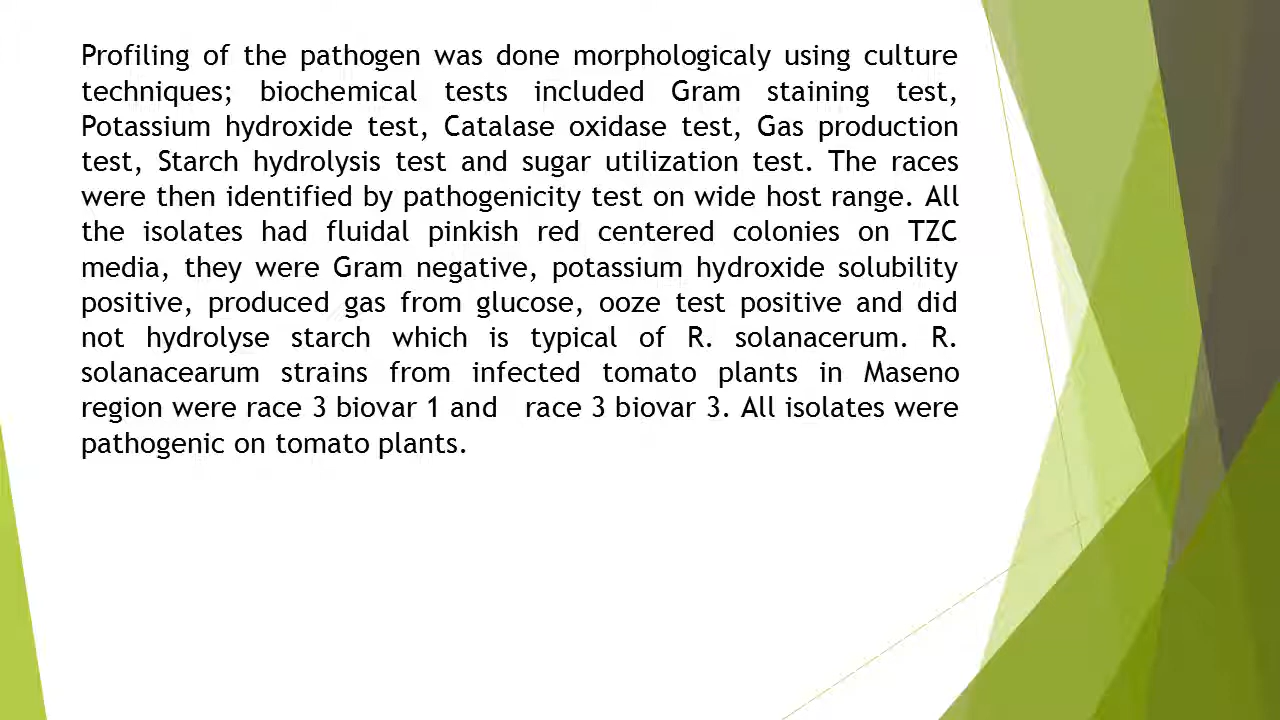 Profiling of the pathogen was done morphologicaly using culture
techniques; biochemical tests included Gram staining test,
Potassium hydroxide test, Catalase oxidase test, Gas production
test, Starch hydrolysis test and sugar utilization test. The races
were then identified by pathogenicity test on wide host range. All
the isolates had fluidal pinkish red centered colonies on TZC
media, they were Gram negative, potassium hydroxide solubility
positive, produced gas from glucose, ooze test positive and did
not hydrolyse starch which is typical of R. solanacerum. R.
solanacearum strains from infected tomato plants in Maseno
region were race 3 biovar 1 and   race 3 biovar 3. All isolates were
pathogenic on tomato plants.